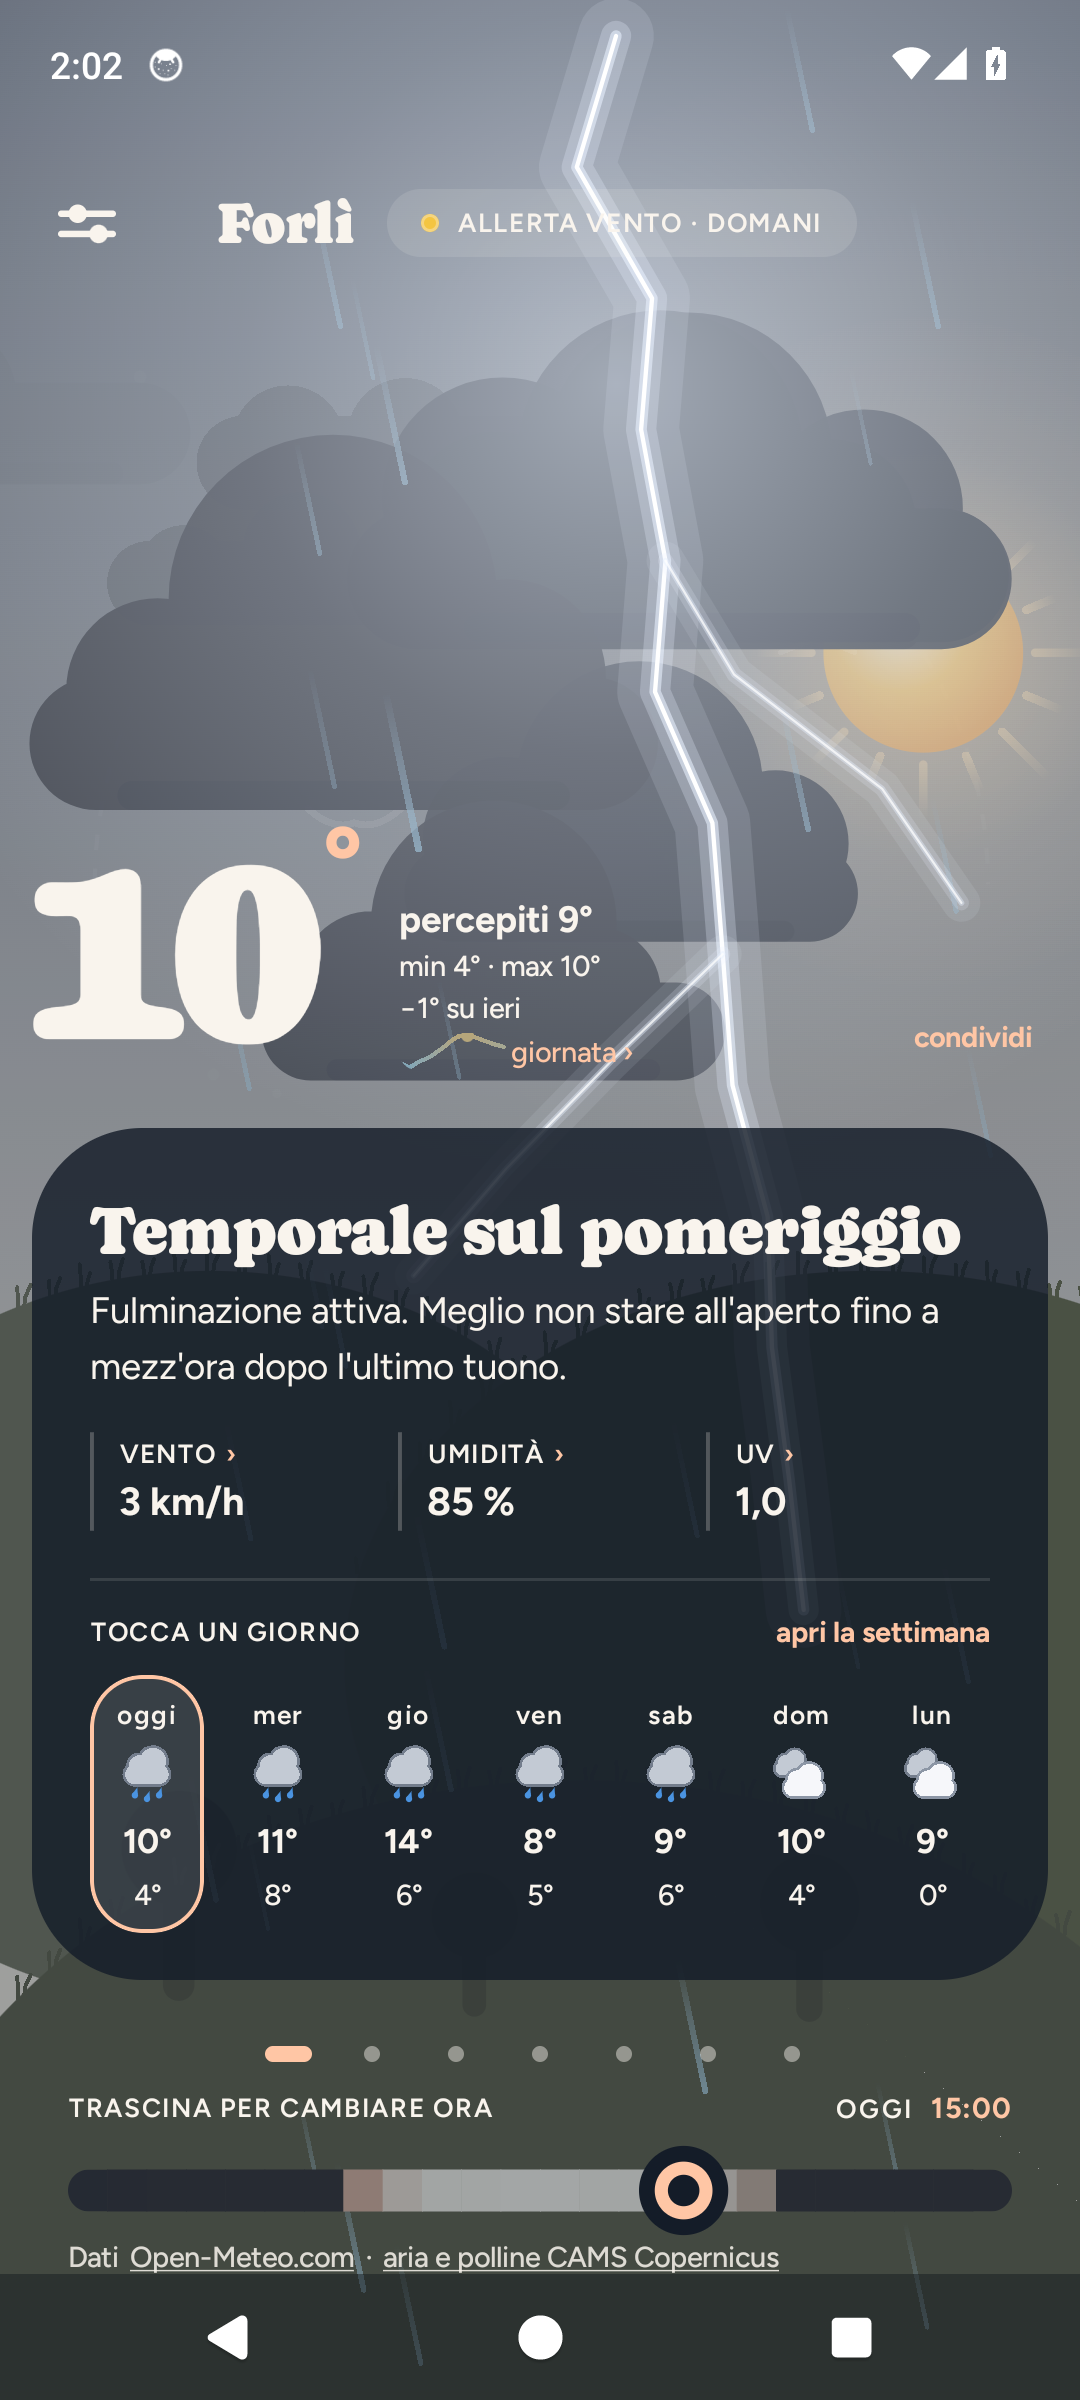 2:02
Forlì
ALLERTA VENTO · DOMANI
10°
percepiti 9°
min 4° · max 10°
−1° su ieri
giornata ›
condividi
Temporale sul pomeriggio
Fulminazione attiva. Meglio non stare all'aperto fino a
mezz'ora dopo l'ultimo tuono.
VENTO › UMIDITÀ › UV ›
3 km/h 85 % 1,0
TOCCA UN GIORNO apri la settimana
oggi mer gio ven sab dom lun
10° 11° 14° 8° 9° 10° 9°
4° 8° 6° 5° 6° 4° 0°
TRASCINA PER CAMBIARE ORA OGGI 15:00
Dati Open-Meteo.com · aria e polline CAMS Copernicus